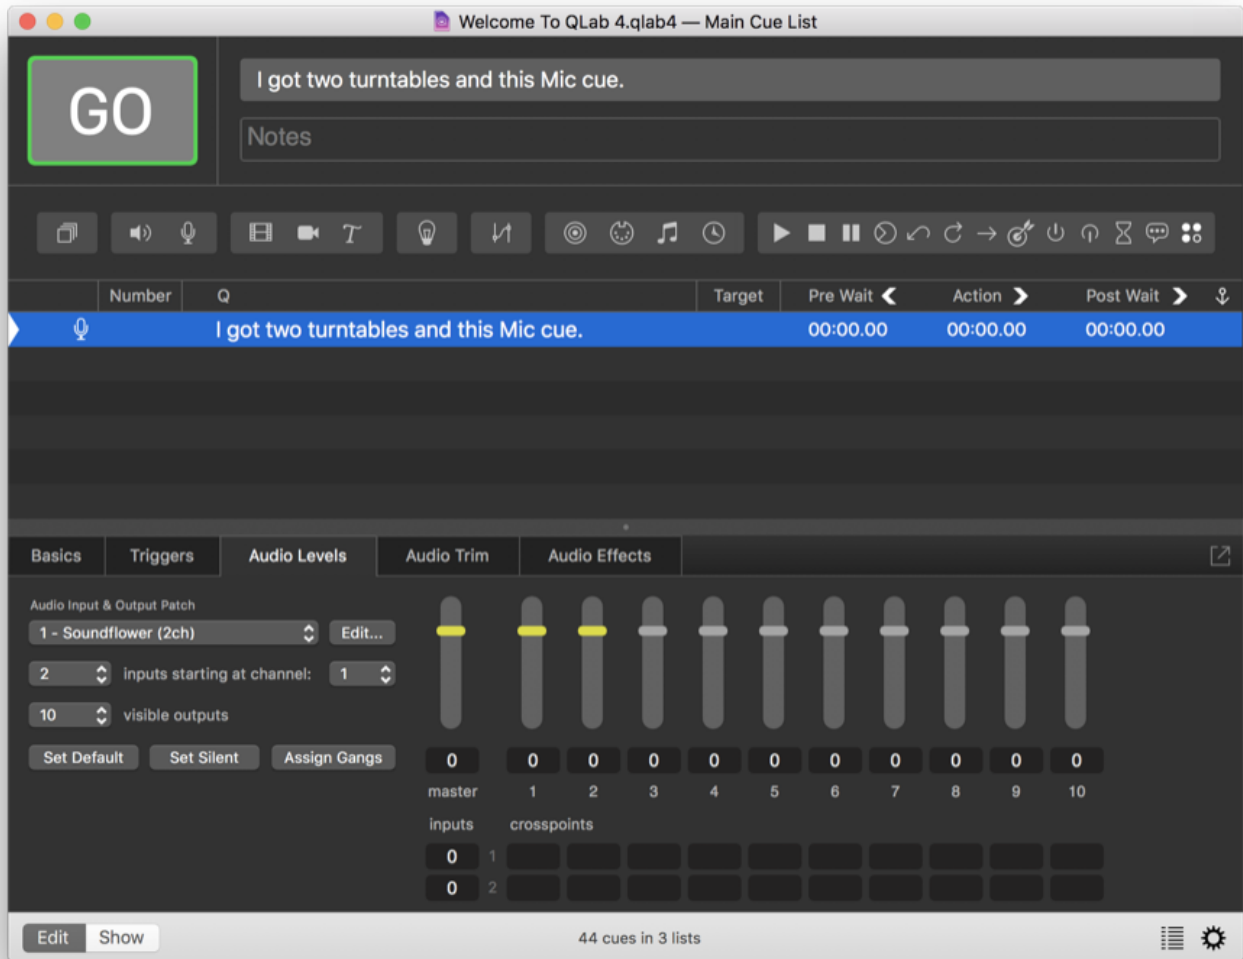 Welcome To QLab 4.qlab4 — Main Cue List
GO
I got two turntables and this Mic cue.
Notes
Number Q Target Pre Wait Action Post Wait
I got two turntables and this Mic cue. 00:00.00 00:00.00 00:00.00
Basics Triggers Audio Levels Audio Trim Audio Effects
Audio Input & Output Patch
1 - Soundflower (2ch) Edit...
2 inputs starting at channel: 1
10 visible outputs
Set Default Set Silent Assign Gangs
0 0 0 0 0 0 0 0 0 0 0
master 1 2 3 4 5 6 7 8 9 10
inputs crosspoints
0 1
0 2
Edit Show 44 cues in 3 lists